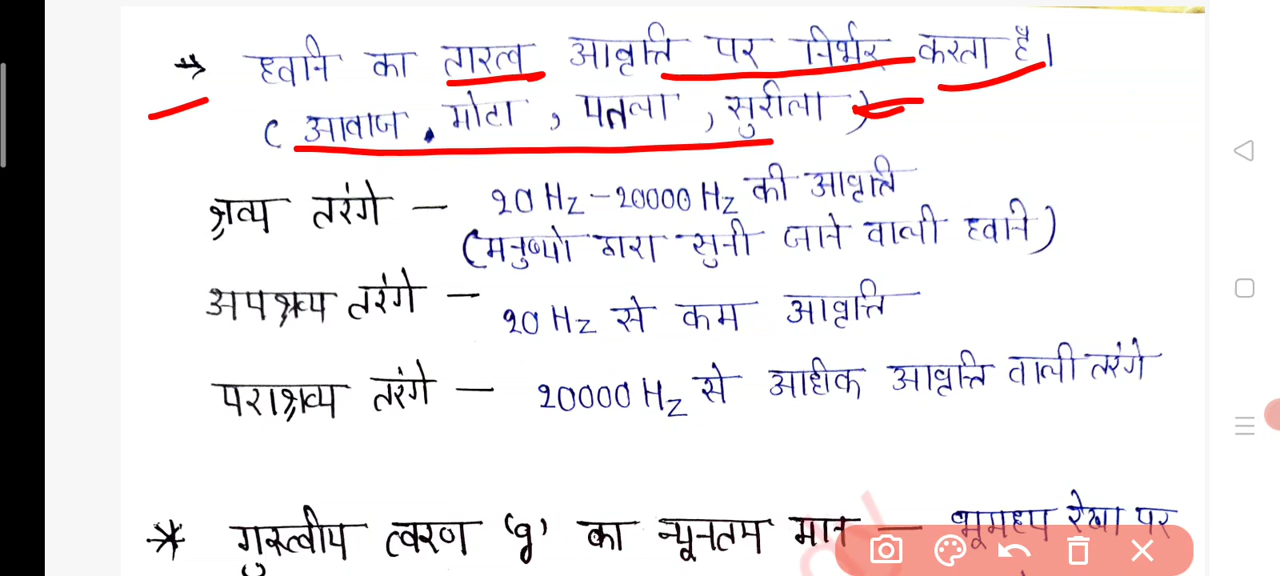 → ध्वनि का तारत्व आवृत्ति पर निर्भर करता है।
( आवाज, मोटा, पतला, सुरीला )
श्रव्य तरंगे – 20 Hz – 20000 Hz की आवृत्ति
(मनुष्यो द्वारा सुनी जाने वाली ध्वनि)
अपश्रव्य तरंगे – 20 Hz से कम आवृत्ति
पराश्रव्य तरंगे – 20000 Hz से अधीक आवृत्ति वाली तरंगे
* गुरुत्वीय त्वरण 'g' का न्यूनतम मान – भूमध्य रेखा पर